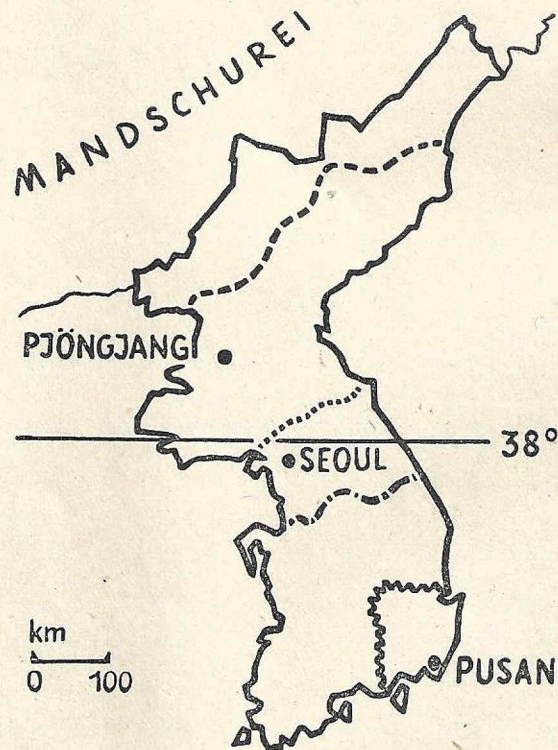 MANDSCHUREI
PJÖNGJANG
38°
SEOUL
km
0 100
PUSAN